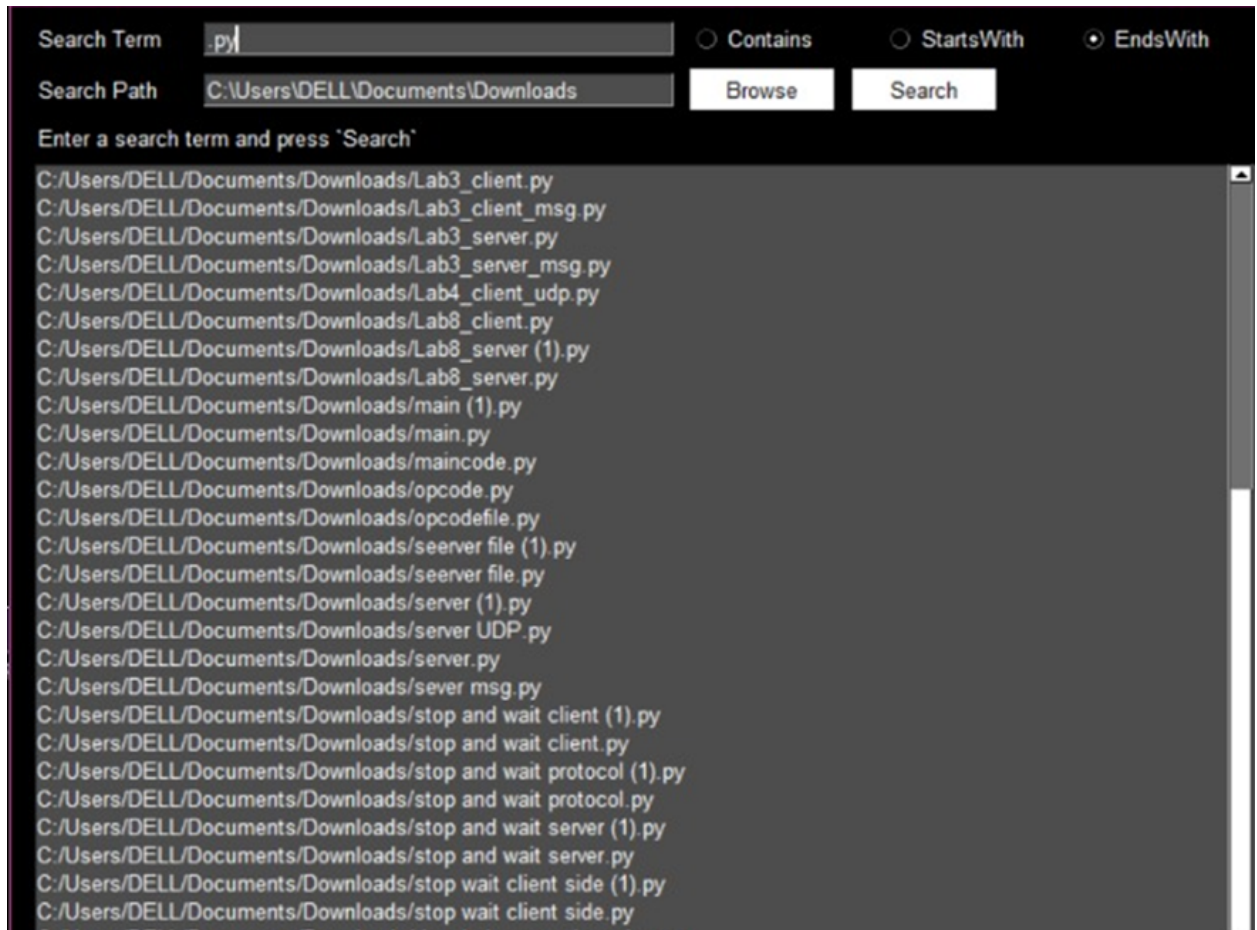 Search Term .py Contains StartsWith EndsWith
Search Path C:\Users\DELL\Documents\Downloads Browse Search
Enter a search term and press `Search`
C:/Users/DELL/Documents/Downloads/Lab3_client.py
C:/Users/DELL/Documents/Downloads/Lab3_client_msg.py
C:/Users/DELL/Documents/Downloads/Lab3_server.py
C:/Users/DELL/Documents/Downloads/Lab3_server_msg.py
C:/Users/DELL/Documents/Downloads/Lab4_client_udp.py
C:/Users/DELL/Documents/Downloads/Lab8_client.py
C:/Users/DELL/Documents/Downloads/Lab8_server (1).py
C:/Users/DELL/Documents/Downloads/Lab8_server.py
C:/Users/DELL/Documents/Downloads/main (1).py
C:/Users/DELL/Documents/Downloads/main.py
C:/Users/DELL/Documents/Downloads/maincode.py
C:/Users/DELL/Documents/Downloads/opcode.py
C:/Users/DELL/Documents/Downloads/opcodefile.py
C:/Users/DELL/Documents/Downloads/seerver file (1).py
C:/Users/DELL/Documents/Downloads/seerver file.py
C:/Users/DELL/Documents/Downloads/server (1).py
C:/Users/DELL/Documents/Downloads/server UDP.py
C:/Users/DELL/Documents/Downloads/server.py
C:/Users/DELL/Documents/Downloads/sever msg.py
C:/Users/DELL/Documents/Downloads/stop and wait client (1).py
C:/Users/DELL/Documents/Downloads/stop and wait client.py
C:/Users/DELL/Documents/Downloads/stop and wait protocol (1).py
C:/Users/DELL/Documents/Downloads/stop and wait protocol.py
C:/Users/DELL/Documents/Downloads/stop and wait server (1).py
C:/Users/DELL/Documents/Downloads/stop and wait server.py
C:/Users/DELL/Documents/Downloads/stop wait client side (1).py
C:/Users/DELL/Documents/Downloads/stop wait client side.py